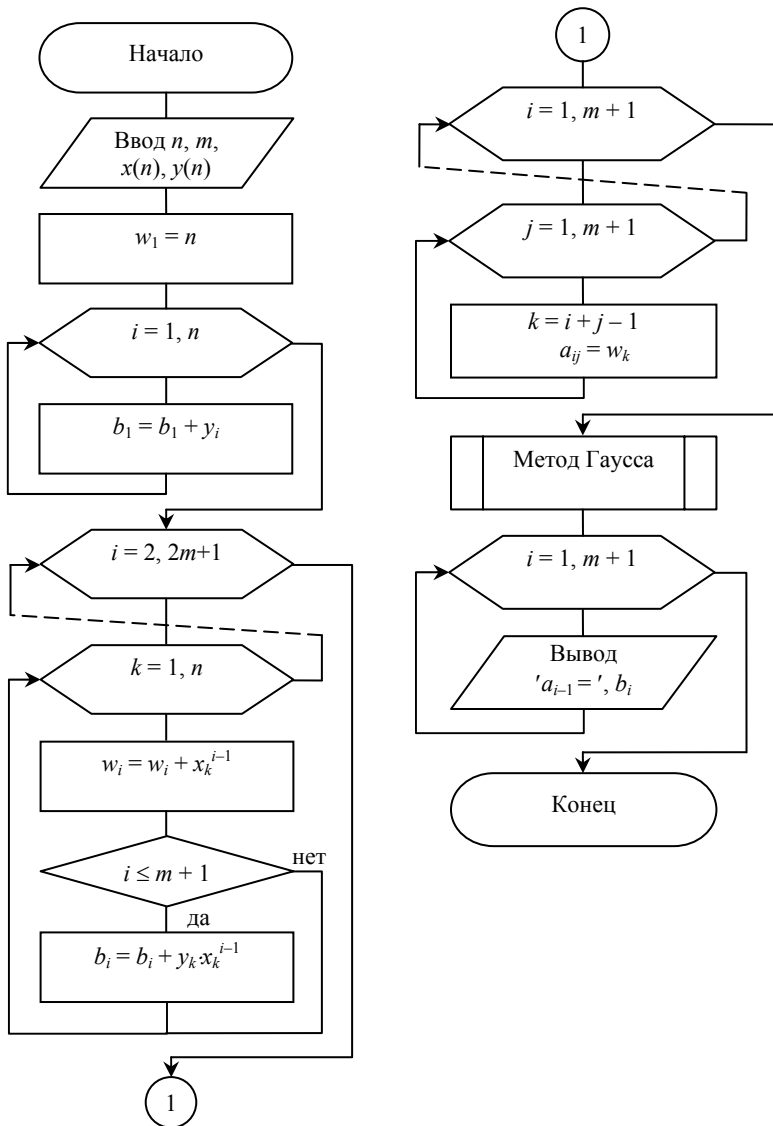 Начало
Ввод n, m,
x(n), y(n)
w₁ = n
i = 1, n
b₁ = b₁ + yᵢ
i = 2, 2m+1
k = 1, n
wᵢ = wᵢ + xₖⁱ⁻¹
i ≤ m + 1
нет
да
bᵢ = bᵢ + yₖ·xₖⁱ⁻¹
1
1
i = 1, m + 1
j = 1, m + 1
k = i + j – 1
aᵢⱼ = wₖ
Метод Гаусса
i = 1, m + 1
Вывод
′aᵢ₋₁ = ′, bᵢ
Конец